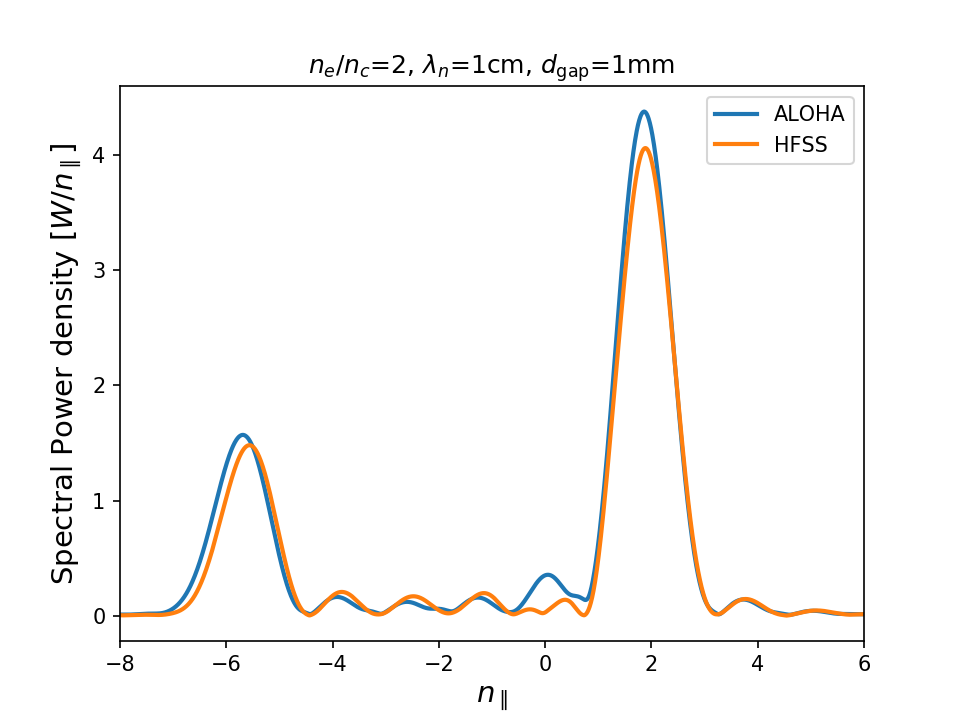 n_e/n_c=2, λ_n=1cm, d_gap=1mm
ALOHA
HFSS
Spectral Power density [W/n_∥]
4
3
2
1
0
−8 −6 −4 −2 0 2 4 6
n_∥